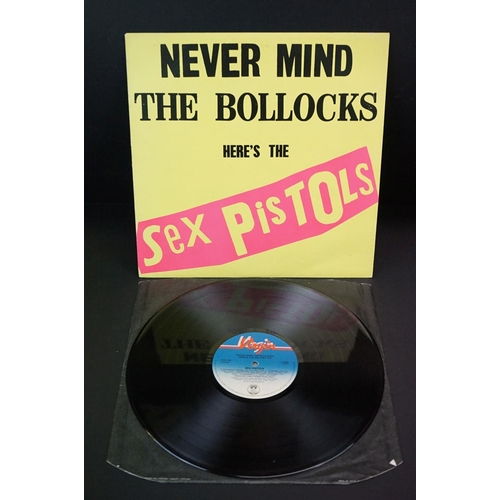 NEVER MIND
THE BOLLOCKS
HERE'S THE
Sex PisTOls
Virgin